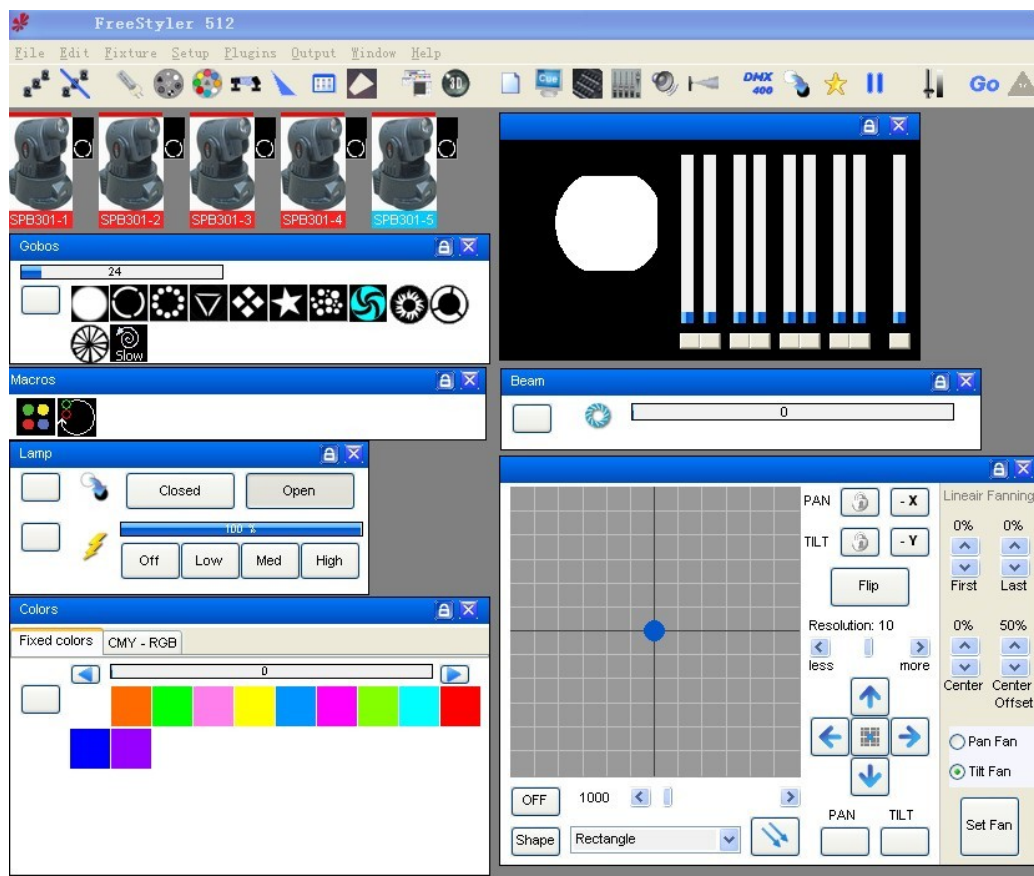 FreeStyler 512
File Edit Fixture Setup Plugins Output Window Help
Cue 3D DMX 400 Go
SPB301-1 SPB301-2 SPB301-3 SPB301-4 SPB301-5
Gobos
24
Slow
Macros
Beam
0
Lamp
Closed Open
100 %
Off Low Med High
PAN - X Lineair Fanning
0% 0%
TILT - Y
Flip First Last
Resolution: 10 0% 50%
less more
Center Center
Offset
Pan Fan
Tilt Fan
OFF 1000
PAN TILT
Set Fan
Shape Rectangle
Colors
Fixed colors CMY - RGB
0